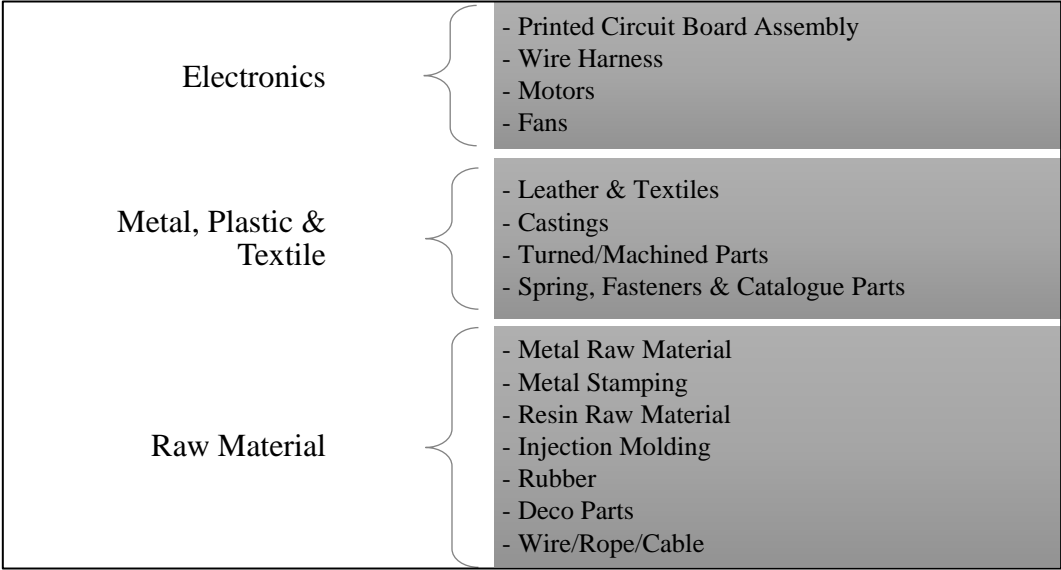 Electronics
- Printed Circuit Board Assembly
- Wire Harness
- Motors
- Fans
Metal, Plastic &
Textile
- Leather & Textiles
- Castings
- Turned/Machined Parts
- Spring, Fasteners & Catalogue Parts
Raw Material
- Metal Raw Material
- Metal Stamping
- Resin Raw Material
- Injection Molding
- Rubber
- Deco Parts
- Wire/Rope/Cable